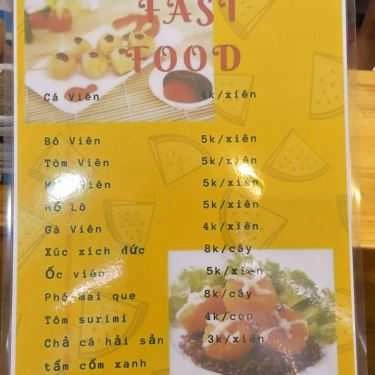 FAST
FOOD
Cá Viên 4k/xiên
Bò Viên 5k/xiên
Tôm Viên 5k/xiên
Viên 5k/xiên
Hồ Lô 5k/xiên
Gà Viên 4k/xiên
Xúc xích đức 8k/cây
Ốc viên 5k/xiên
Phô mai que 8k/cây
Tôm surimi 4k/con
Chả cá hải sản 3k/xiên
tẩm cốm xanh